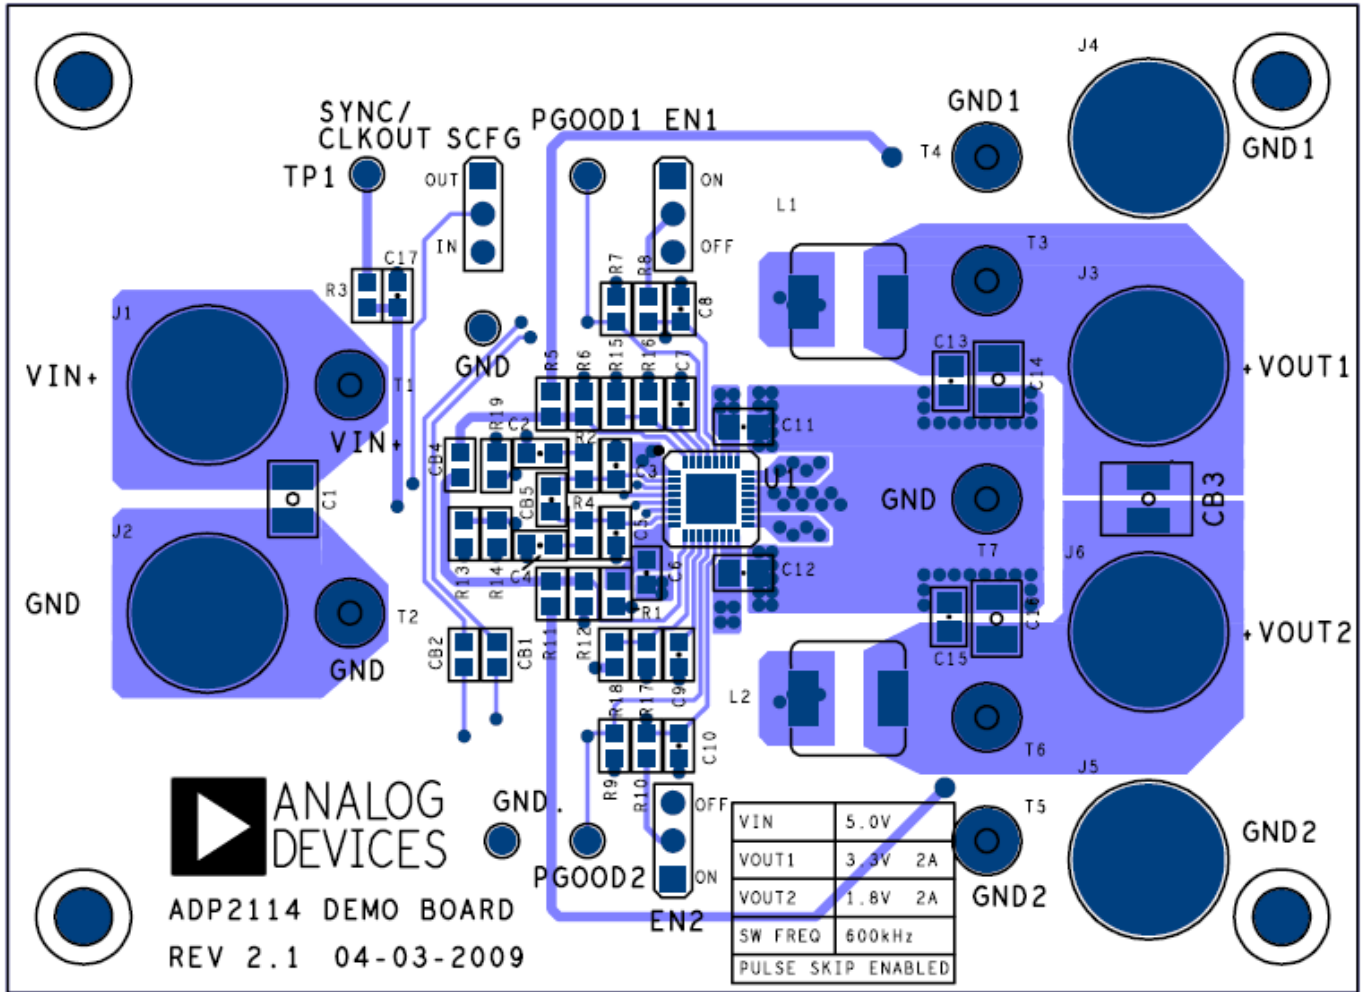 J4
SYNC/
CLKOUT SCFG
PGOOD1 EN1
GND1
T4
GND1
TP1
OUT
ON
L1
IN
OFF
T3
J3
C17
R3
R7
R8
C8
J1
GND
VIN+
T1
VIN+
R5
R6
R15
R16
C7
C13
C14
+VOUT1
R19
C2
R2
C3
C11
CB4
U1
C1
CB5
R4
C5
GND
CB3
J2
T7
J6
R13
R14
C4
C6
C12
GND
T2
R11
R12
R1
C16
C15
+VOUT2
GND
CB2
CB1
R18
R17
C9
L2
T6
R9
R10
C10
J5
ANALOG
DEVICES
GND.
OFF
PGOOD2
ON
EN2
T5
GND2
GND2
VIN 5.0V
VOUT1 3.3V 2A
VOUT2 1.8V 2A
SW FREQ 600kHz
PULSE SKIP ENABLED
ADP2114 DEMO BOARD
REV 2.1 04-03-2009